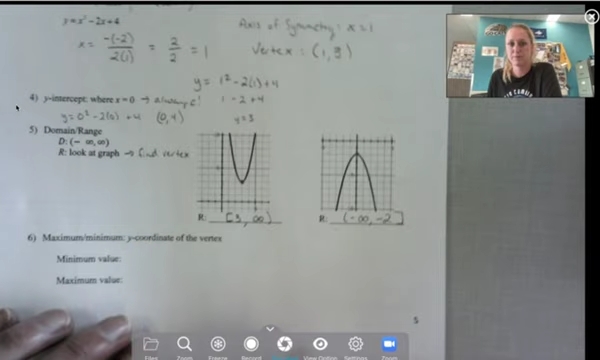 y = x² - 2x + 4
Axis of Symmetry: x = 1
x = -(-2)/2(1) = 2/2 = 1
Vertex: (1, 3)
y = 1² - 2(1) + 4
4) y-intercept: where x = 0 → always c!
1 - 2 + 4
y = 0² - 2(0) + 4 (0, 4)
y = 3
5) Domain/Range
D: (- ∞, ∞)
R: look at graph → find vertex
R: [3, ∞)
R: (-∞, -2]
6) Maximum/minimum: y-coordinate of the vertex
Minimum value:
Maximum value:
5
Files Zoom Freeze Record View Option Settings Zoom